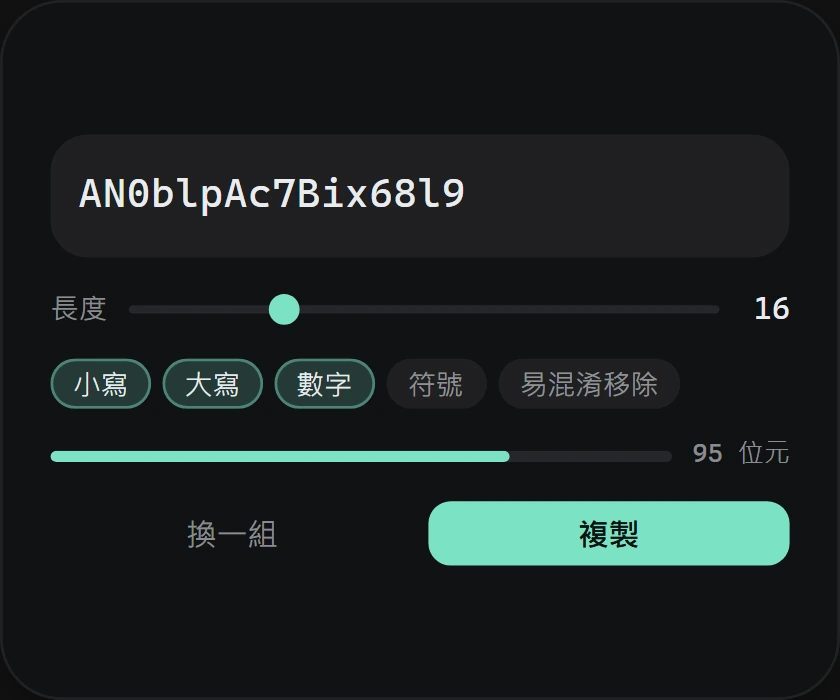 AN0blpAc7Bix68l9
長度 16
小寫 大寫 數字 符號 易混淆移除
95 位元
換一組 複製